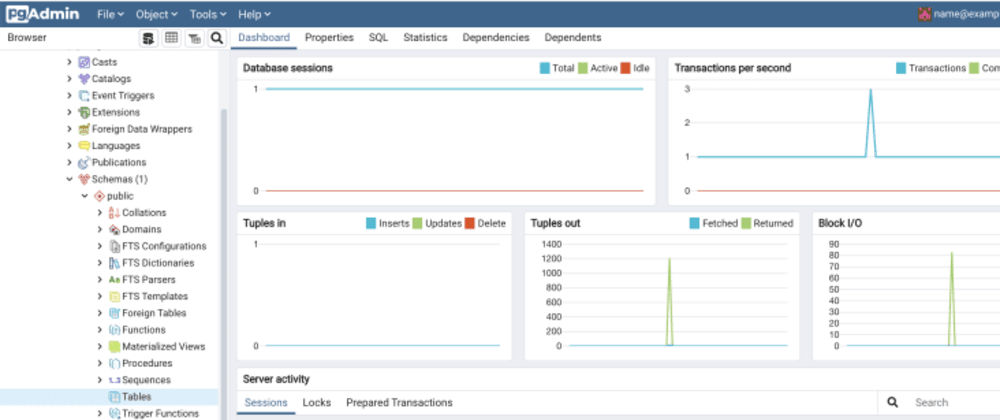 pgAdmin File Object Tools Help name@examp
Browser Dashboard Properties SQL Statistics Dependencies Dependents
Casts
Catalogs
Event Triggers
Extensions
Foreign Data Wrappers
Languages
Publications
Schemas (1)
public
Collations
Domains
FTS Configurations
FTS Dictionaries
Aa FTS Parsers
FTS Templates
Foreign Tables
Functions
Materialized Views
Procedures
1..3 Sequences
Tables
Trigger Functions
Database sessions Total Active Idle
1
0
Transactions per second Transactions Com
3
2
1
0
Tuples in Inserts Updates Delete
1
0
Tuples out Fetched Returned
1400
1200
1000
800
600
400
200
0
Block I/O
90
80
70
60
50
40
30
20
10
0
Server activity
Sessions Locks Prepared Transactions Search